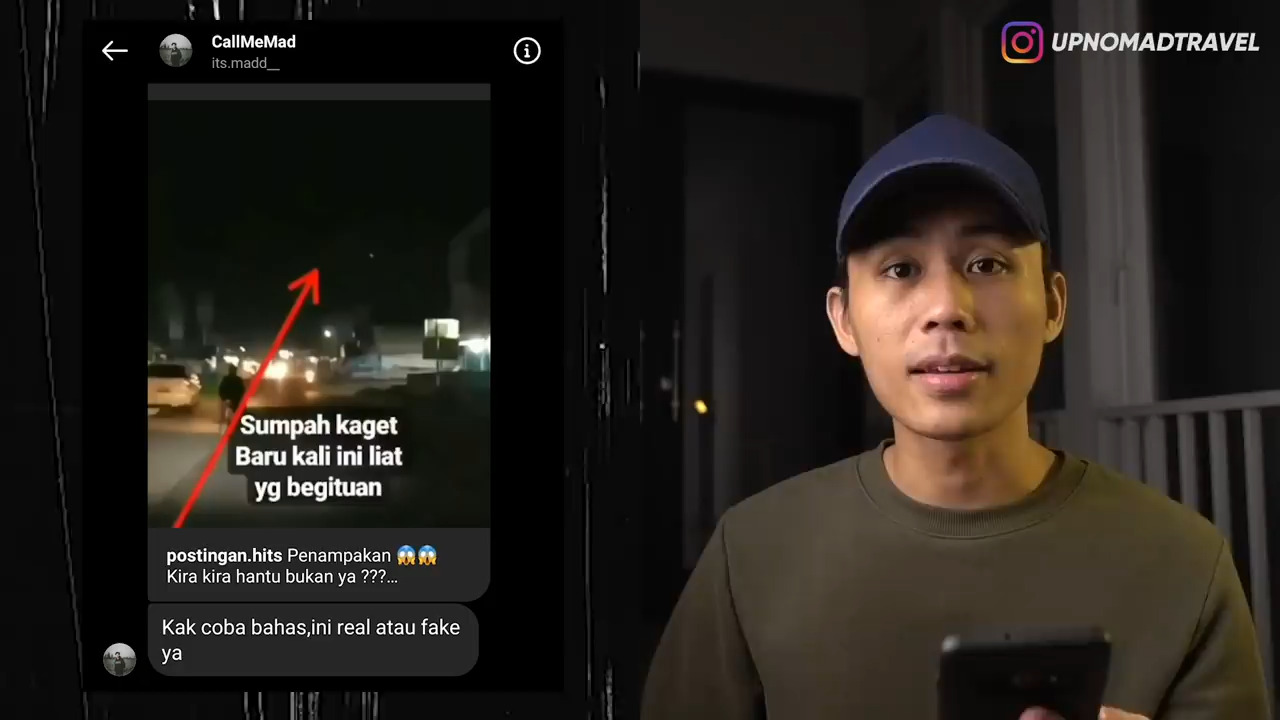 CallMeMad
its.madd__
UPNOMADTRAVEL
Sumpah kaget
Baru kali ini liat
yg begituan
postingan.hits Penampakan 😱😱
Kira kira hantu bukan ya ???...
Kak coba bahas,ini real atau fake
ya